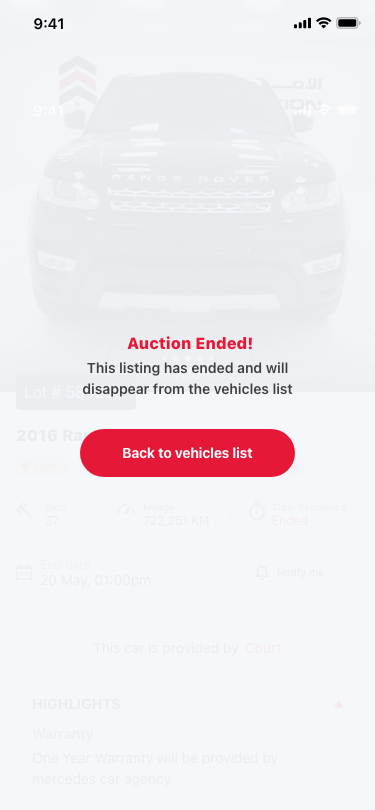 9:41
الامـ
9:41
ION
RANGE ROVER
Auction Ended!
This listing has ended and will
disappear from the vehicles list
Lot # 5
2016
Back to vehicles list
Bids
37
Mileage
722,251 KM
Time Remaining
Ended
End date
20 May, 01:00pm
Notify me
This car is provided by Court
HIGHLIGHTS
Warranty
One Year Warranty will be provided by
mercedes car agency